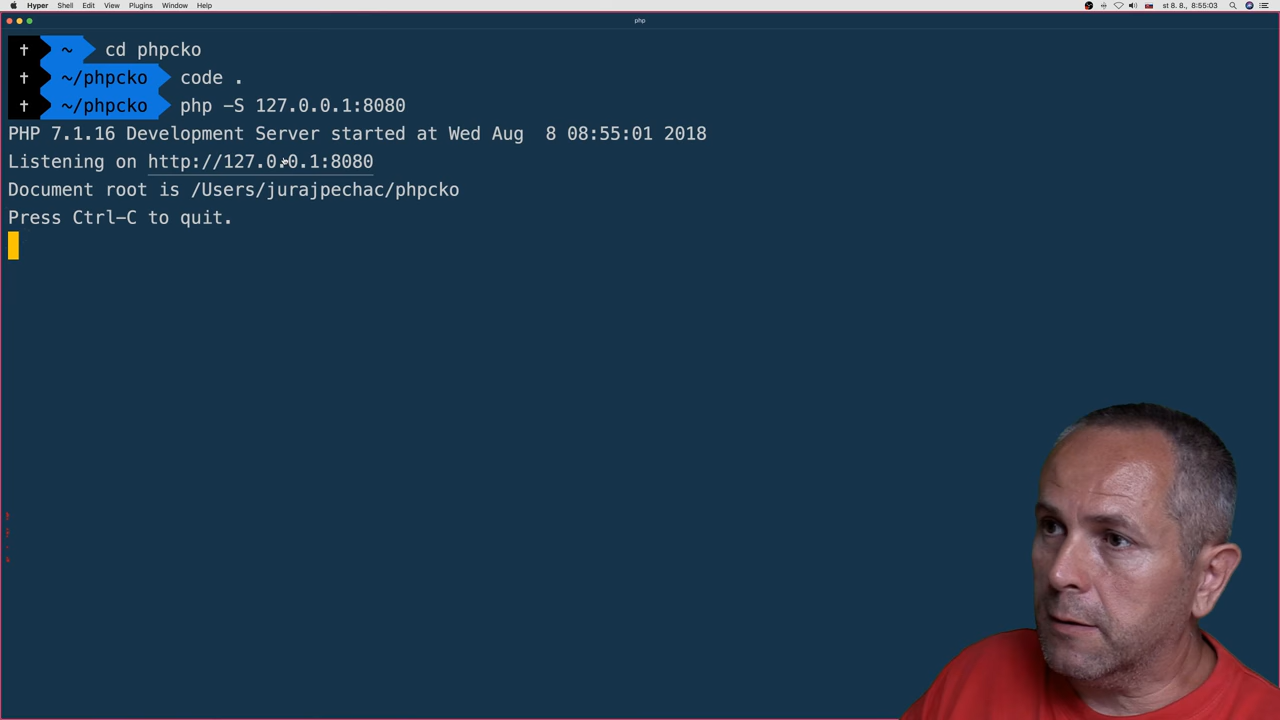 Hyper Shell Edit View Plugins Window Help st 8. 8., 8:55:03
php
~ cd phpcko
~/phpcko code .
~/phpcko php -S 127.0.0.1:8080
PHP 7.1.16 Development Server started at Wed Aug  8 08:55:01 2018
Listening on http://127.0.0.1:8080
Document root is /Users/jurajpechac/phpcko
Press Ctrl-C to quit.